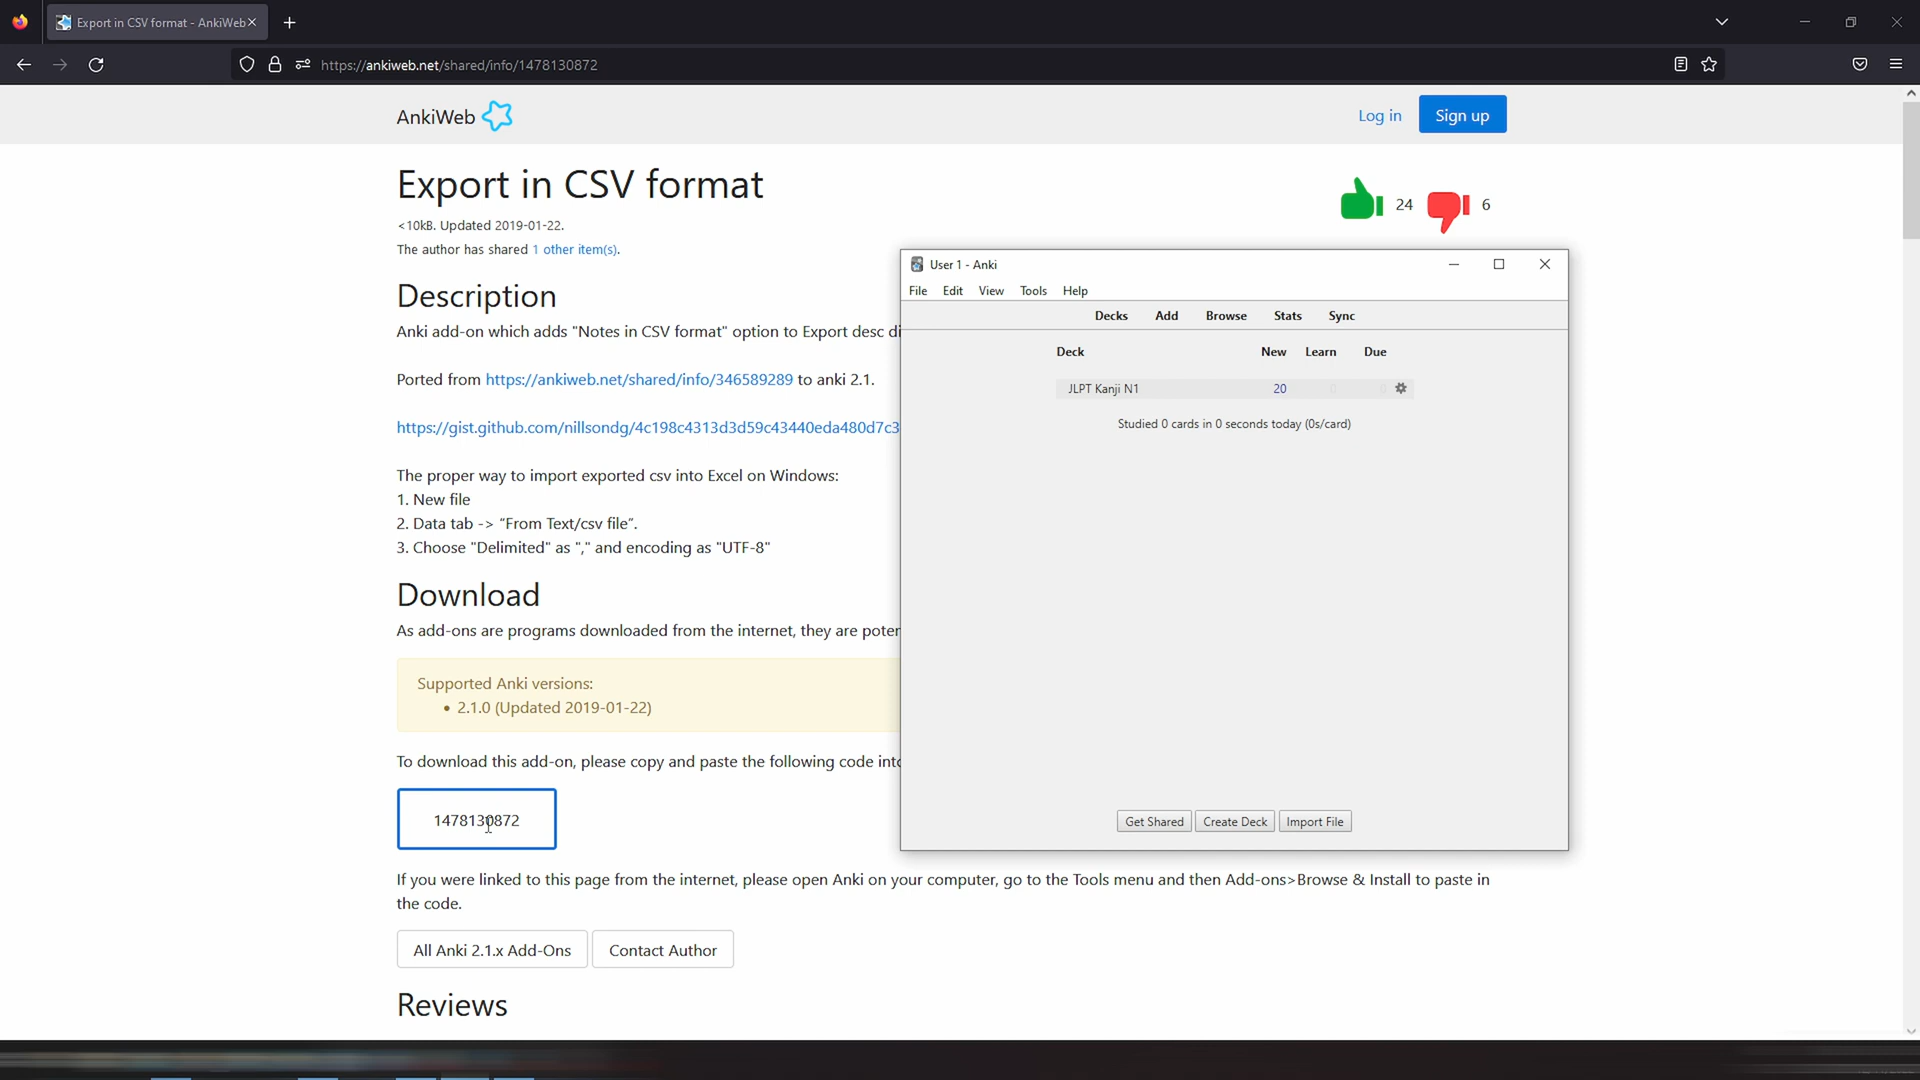 Export in CSV format - AnkiWeb
https://ankiweb.net/shared/info/1478130872
AnkiWeb
Log in
Sign up
Export in CSV format
24
6
<10kB. Updated 2019-01-22.
The author has shared 1 other item(s).
Description
Anki add-on which adds "Notes in CSV format" option to Export desc di
Ported from https://ankiweb.net/shared/info/346589289 to anki 2.1.
https://gist.github.com/nillsondg/4c198c4313d3d59c43440eda480d7c3
The proper way to import exported csv into Excel on Windows:
1. New file
2. Data tab -> “From Text/csv file”.
3. Choose "Delimited" as "," and encoding as "UTF-8"
Download
As add-ons are programs downloaded from the internet, they are poter
Supported Anki versions:
• 2.1.0 (Updated 2019-01-22)
To download this add-on, please copy and paste the following code into
1478130872
If you were linked to this page from the internet, please open Anki on your computer, go to the Tools menu and then Add-ons>Browse & Install to paste in
the code.
All Anki 2.1.x Add-Ons
Contact Author
Reviews
User 1 - Anki
File Edit View Tools Help
Decks Add Browse Stats Sync
Deck New Learn Due
JLPT Kanji N1 20 0 0
Studied 0 cards in 0 seconds today (0s/card)
Get Shared
Create Deck
Import File